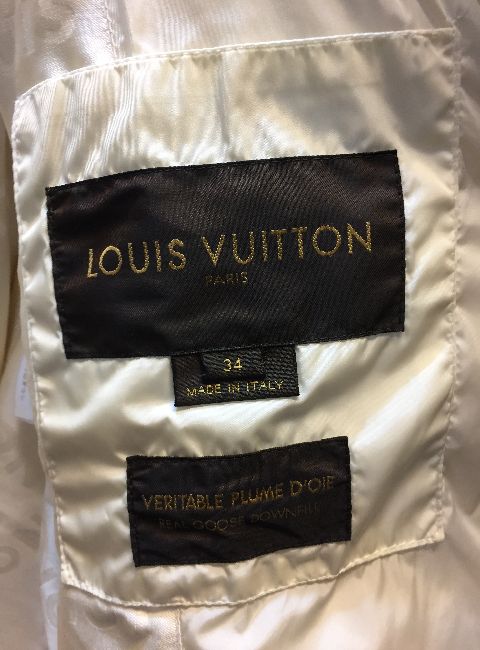 LOUIS VUITTON
PARIS
34
MADE IN ITALY
VERITABLE PLUME D'OIE
REAL GOOSE DOWNFILL